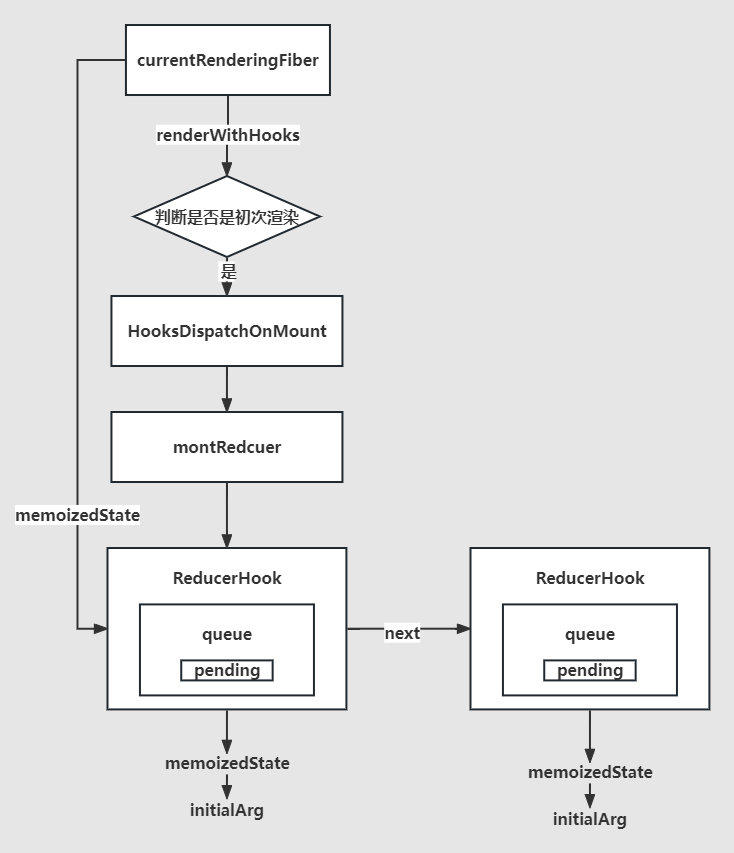 currentRenderingFiber
renderWithHooks
判断是否是初次渲染
是
HooksDispatchOnMount
montRedcuer
memoizedState
ReducerHook
queue
pending
next
ReducerHook
queue
pending
memoizedState
initialArg
memoizedState
initialArg